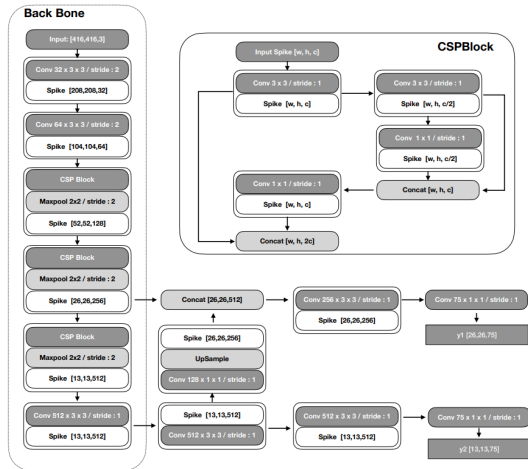 Back Bone
Input: [416,416,3]
Conv 32 x 3 x 3 / stride : 2
Spike [208,208,32]
Conv 64 x 3 x 3 / stride : 2
Spike [104,104,64]
CSP Block
Maxpool 2x2 / stride : 2
Spike [52,52,128]
CSP Block
Maxpool 2x2 / stride : 2
Spike [26,26,256]
CSP Block
Maxpool 2x2 / stride : 2
Spike [13,13,512]
Conv 512 x 3 x 3 / stride : 1
Spike [13,13,512]
CSPBlock
Input Spike [w, h, c]
Conv 3 x 3 / stride : 1
Spike [w, h, c]
Conv 3 x 3 / stride : 1
Spike [w, h, c/2]
Conv 1 x 1 / stride : 1
Spike [w, h, c/2]
Concat [w, h, c]
Conv 1 x 1 / stride : 1
Spike [w, h, c]
Concat [w, h, 2c]
Concat [26,26,512]
Spike [26,26,256]
UpSample
Conv 128 x 1 x 1 / stride : 1
Spike [13,13,512]
Conv 512 x 3 x 3 / stride : 1
Conv 256 x 3 x 3 / stride : 1
Spike [26,26,256]
Conv 75 x 1 x 1 / stride : 1
y1 [26,26,75]
Conv 512 x 3 x 3 / stride : 1
Spike [13,13,512]
Conv 75 x 1 x 1 / stride : 1
y2 [13,13,75]